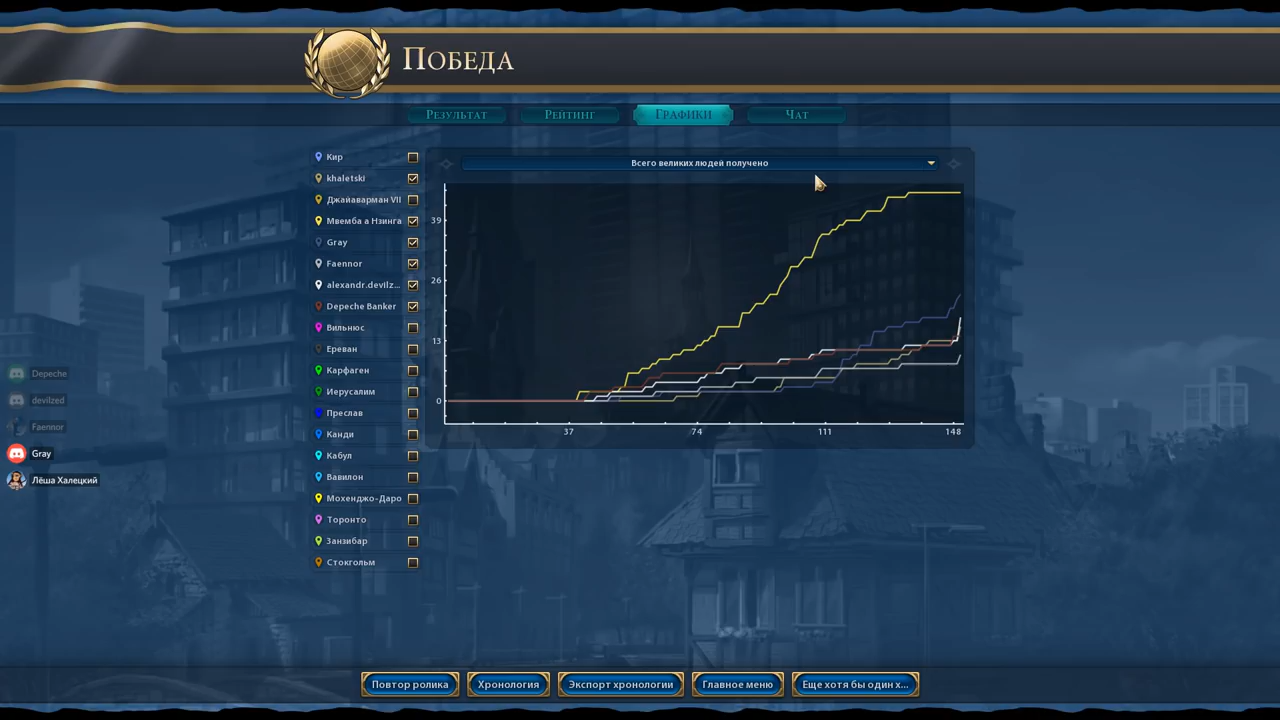 Победа
Результат
Рейтинг
Графики
Чат
Всего великих людей получено
Кир
khaletski
Джайаварман VII
Мвемба а Нзинга
Gray
Faennor
alexandr.devilz...
Depeche Banker
Вильнюс
Ереван
Карфаген
Иерусалим
Преслав
Канди
Кабул
Вавилон
Мохенджо-Даро
Торонто
Занзибар
Стокгольм
39
26
13
0
37
74
111
148
Depeche
devilzed
Faennor
Gray
Лёша Халецкий
Повтор ролика
Хронология
Экспорт хронологии
Главное меню
Еще хотя бы один х...